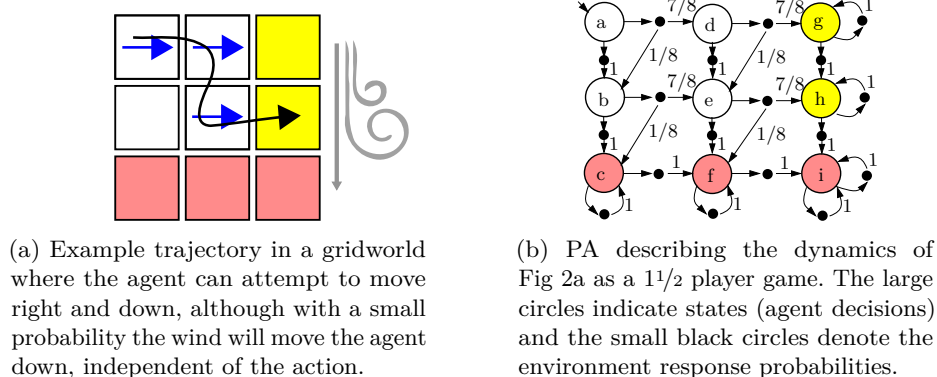 7/8
7/8
a
d
g
1
1/8
1/8
1
1
1
7/8
7/8
b
e
h
1
1/8
1/8
1
1
1
1
1
c
f
i
1
1
1
1
(a) Example trajectory in a gridworld
where the agent can attempt to move
right and down, although with a small
probability the wind will move the agent
down, independent of the action.
(b) PA describing the dynamics of
Fig 2a as a 1 1/2 player game. The large
circles indicate states (agent decisions)
and the small black circles denote the
environment response probabilities.